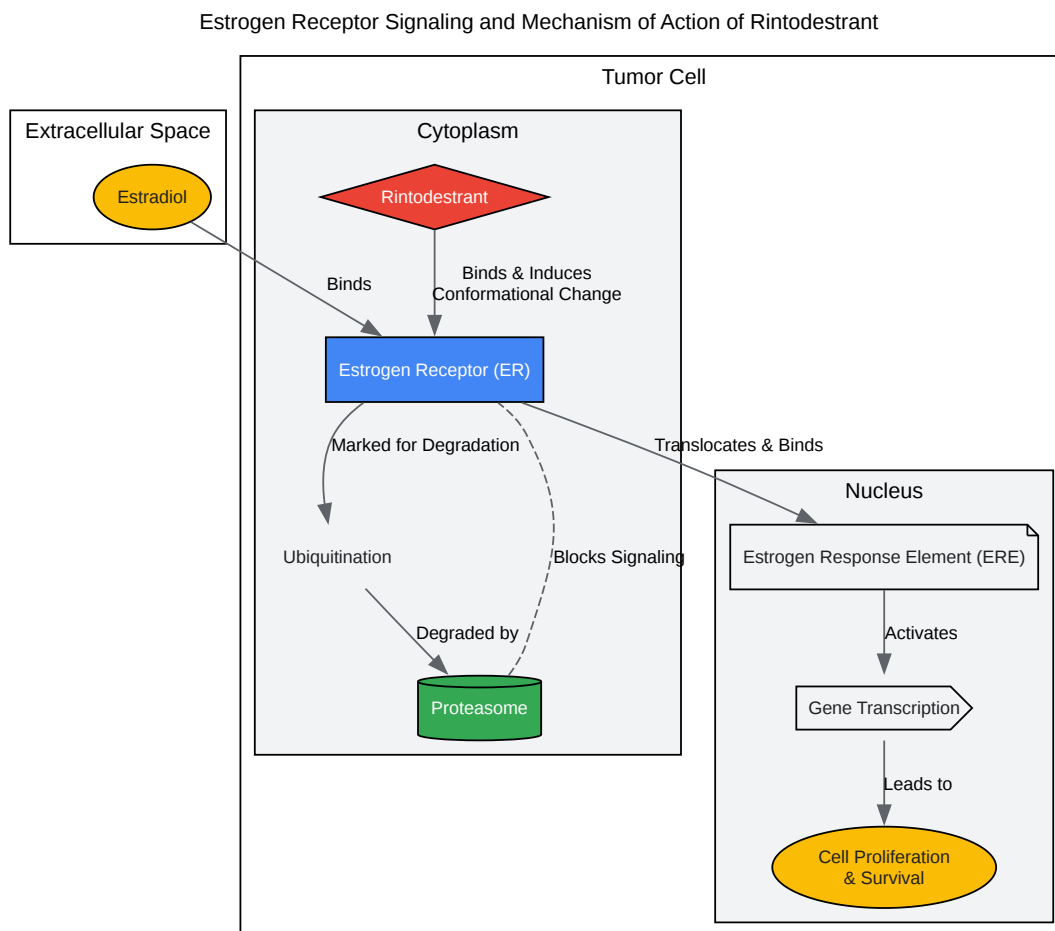 Estrogen Receptor Signaling and Mechanism of Action of Rintodestrant
Tumor Cell
Extracellular Space
Cytoplasm
Estradiol
Rintodestrant
Binds
Binds & Induces
Conformational Change
Estrogen Receptor (ER)
Marked for Degradation
Translocates & Binds
Nucleus
Ubiquitination
Blocks Signaling
Estrogen Response Element (ERE)
Degraded by
Activates
Proteasome
Gene Transcription
Leads to
Cell Proliferation
& Survival